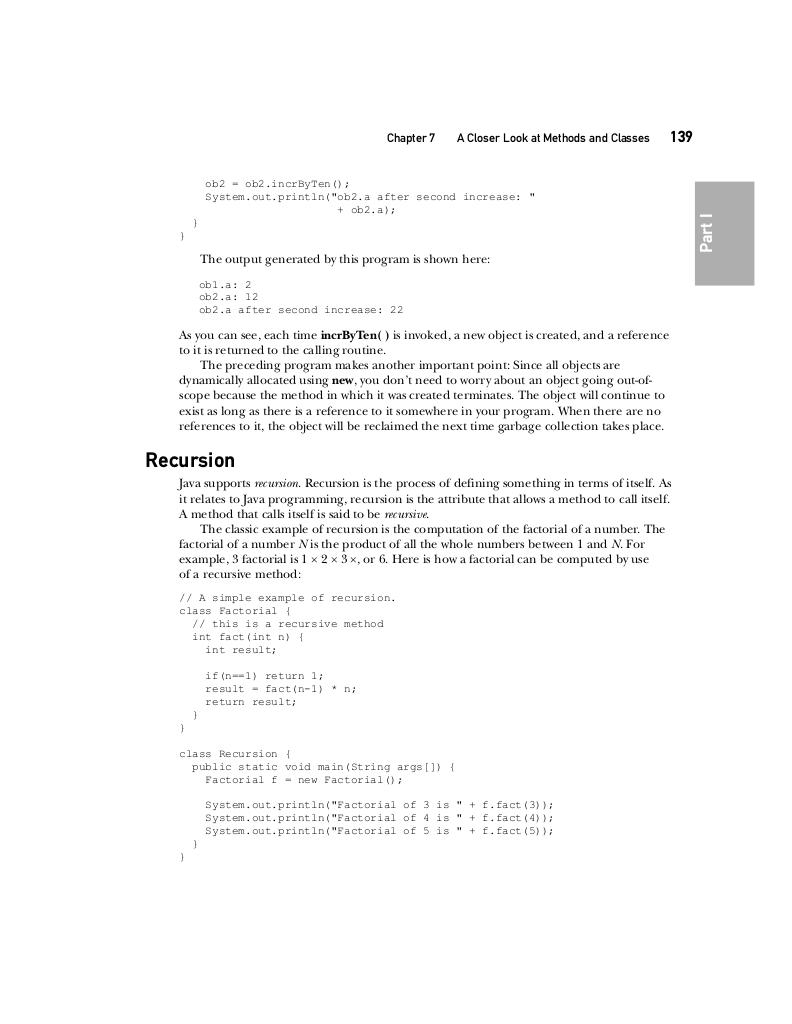 Chapter 7 A Closer Look at Methods and Classes 139
Part I
ob2 = ob2.incrByTen();
System.out.println("ob2.a after second increase: "
+ ob2.a);
}
}
The output generated by this program is shown here:
ob1.a: 2
ob2.a: 12
ob2.a after second increase: 22
As you can see, each time incrByTen( ) is invoked, a new object is created, and a reference
to it is returned to the calling routine.
The preceding program makes another important point: Since all objects are
dynamically allocated using new, you don't need to worry about an object going out-of-
scope because the method in which it was created terminates. The object will continue to
exist as long as there is a reference to it somewhere in your program. When there are no
references to it, the object will be reclaimed the next time garbage collection takes place.
Recursion
Java supports recursion. Recursion is the process of defining something in terms of itself. As
it relates to Java programming, recursion is the attribute that allows a method to call itself.
A method that calls itself is said to be recursive.
The classic example of recursion is the computation of the factorial of a number. The
factorial of a number N is the product of all the whole numbers between 1 and N. For
example, 3 factorial is 1 × 2 × 3 ×, or 6. Here is how a factorial can be computed by use
of a recursive method:
// A simple example of recursion.
class Factorial {
// this is a recursive method
int fact(int n) {
int result;
if(n==1) return 1;
result = fact(n-1) * n;
return result;
}
}
class Recursion {
public static void main(String args[]) {
Factorial f = new Factorial();
System.out.println("Factorial of 3 is " + f.fact(3));
System.out.println("Factorial of 4 is " + f.fact(4));
System.out.println("Factorial of 5 is " + f.fact(5));
}
}